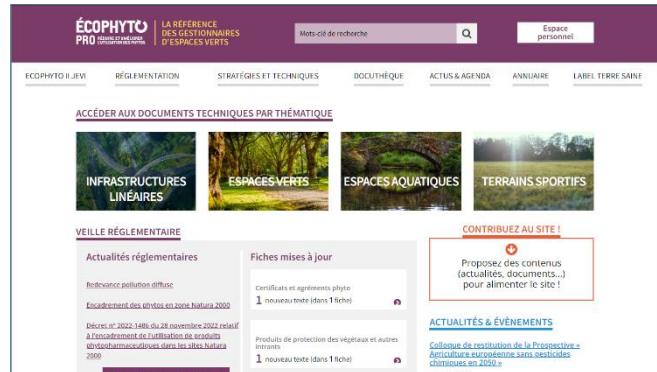 ÉCOPHYTO
PRO RÉDUIRE ET AMÉLIORER
L'UTILISATION DES PHYTOS
LA RÉFÉRENCE
DES GESTIONNAIRES
D'ESPACES VERTS
Mots-clé de recherche
Espace
personnel
ECOPHYTO II JEVI
RÉGLEMENTATION
STRATÉGIES ET TECHNIQUES
DOCUTHÈQUE
ACTUS & AGENDA
ANNUAIRE
LABEL TERRE SAINE
ACCÉDER AUX DOCUMENTS TECHNIQUES PAR THÉMATIQUE
INFRASTRUCTURES
LINÉAIRES
ESPACES VERTS
ESPACES AQUATIQUES
TERRAINS SPORTIFS
VEILLE RÉGLEMENTAIRE
Actualités réglementaires
Redevance pollution diffuse
Encadrement des phytos en zone Natura 2000
Décret n° 2022-1486 du 28 novembre 2022 relatif
à l'encadrement de l'utilisation de produits
phytopharmaceutiques dans les sites Natura
2000
Fiches mises à jour
Certificats et agréments phyto
1 nouveau texte (dans 1 fiche)
Produits de protection des végétaux et autres
intrants
1 nouveau texte (dans 1 fiche)
CONTRIBUEZ AU SITE !
Proposez des contenus
(actualités, documents...)
pour alimenter le site !
ACTUALITÉS & ÉVÈNEMENTS
Colloque de restitution de la Prospective «
Agriculture européenne sans pesticides
chimiques en 2050 »